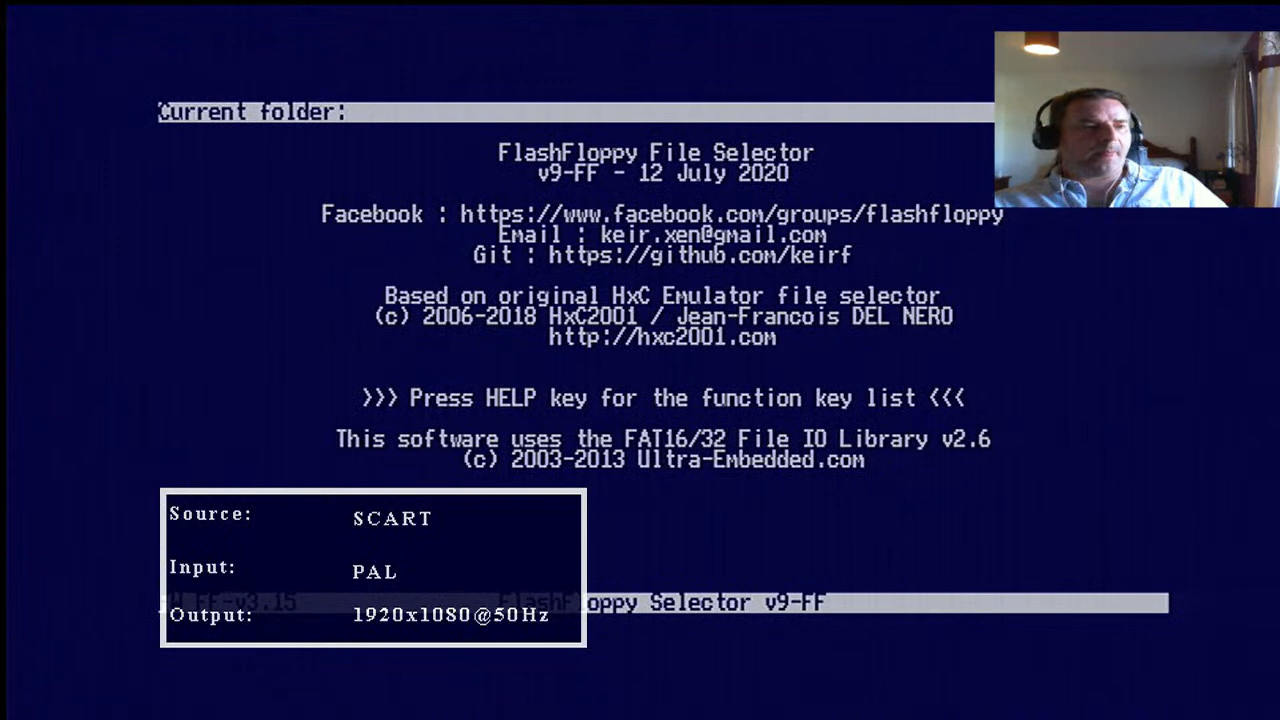 Current folder:
FlashFloppy File Selector
v9-FF - 12 July 2020
Facebook : https://www.facebook.com/groups/flashfloppy
Email : keir.xen@gmail.com
Git : https://github.com/keirf
Based on original HxC Emulator file selector
(c) 2006-2018 HxC2001 / Jean-Francois DEL NERO
http://hxc2001.com
>>> Press HELP key for the function key list <<<
This software uses the FAT16/32 File IO Library v2.6
(c) 2003-2013 Ultra-Embedded.com
Source: SCART
Input: PAL
FF-v3.15 FlashFloppy Selector v9-FF
Output: 1920x1080@50Hz